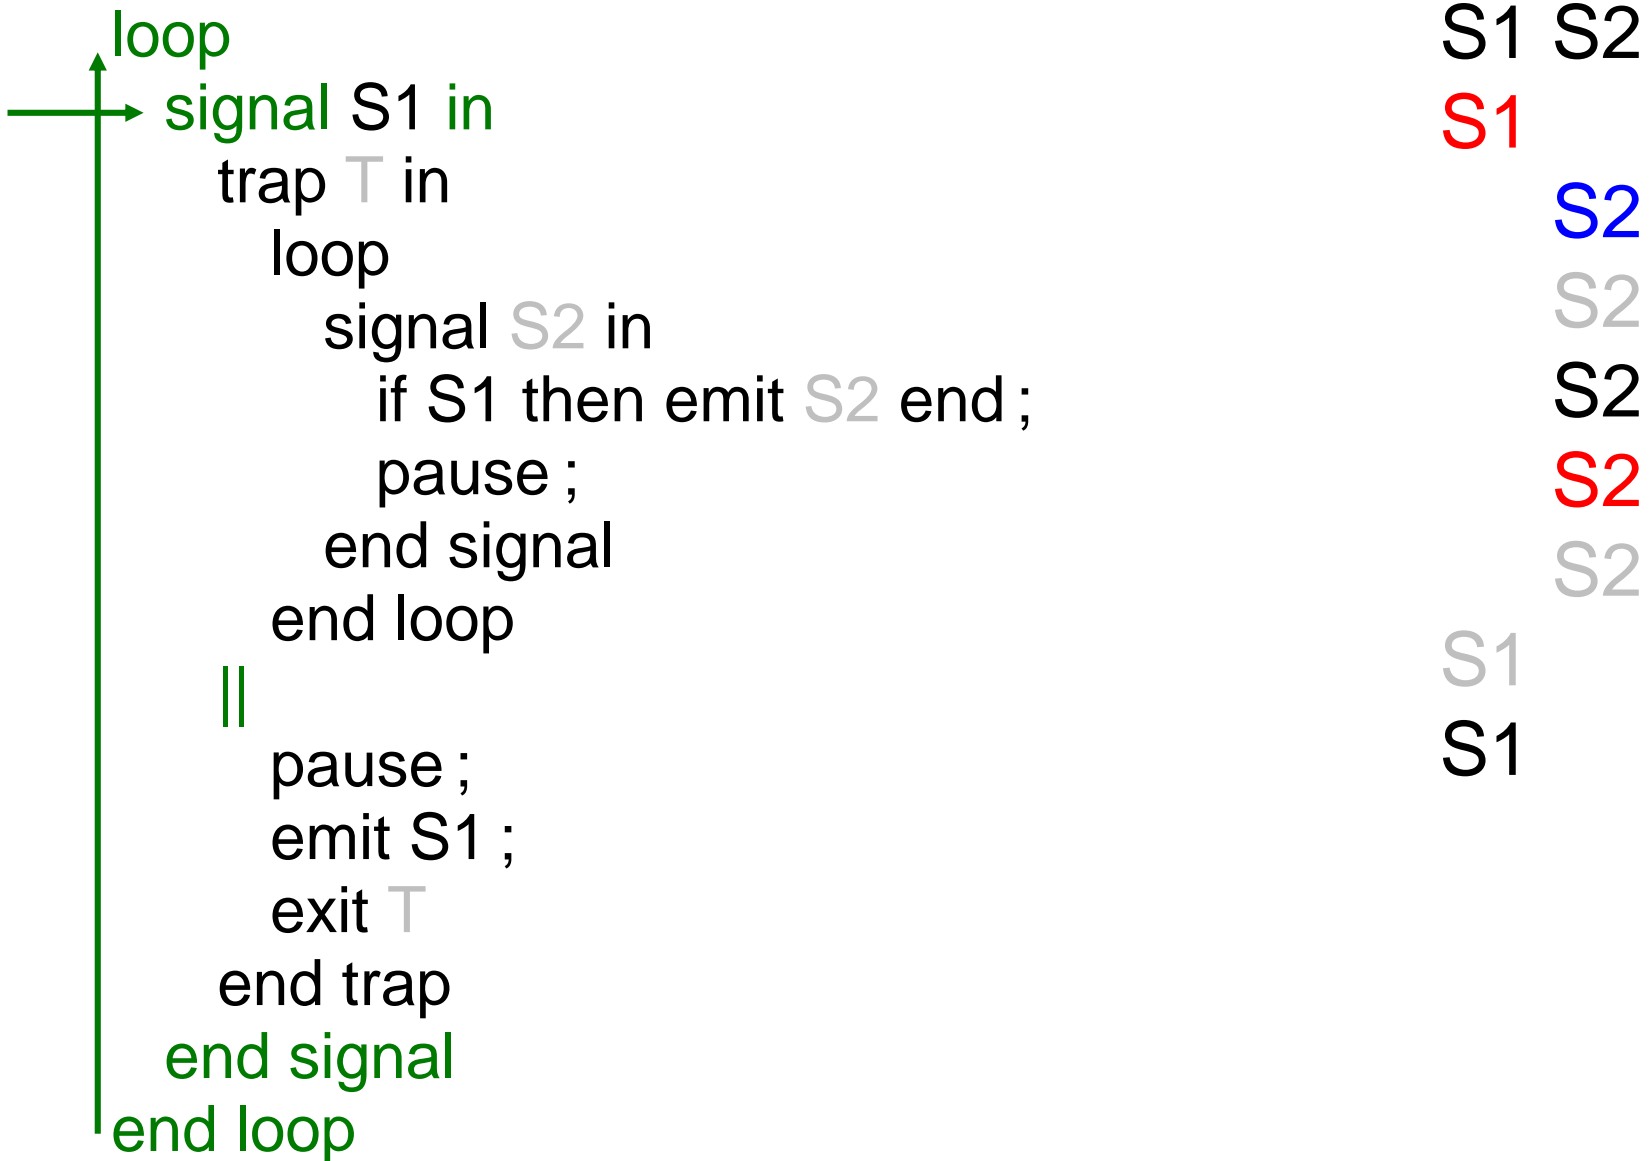 loop
signal S1 in
trap T in
loop
signal S2 in
if S1 then emit S2 end ;
pause ;
end signal
end loop
||
pause ;
emit S1 ;
exit T
end trap
end signal
end loop
S1 S2
S1
S2
S2
S2
S2
S2
S1
S1